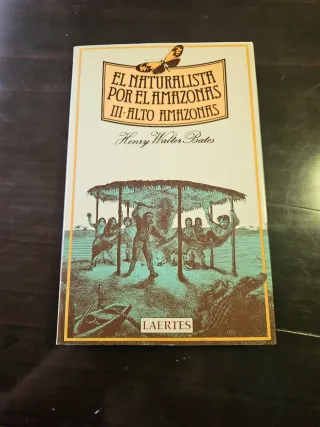 EL NATURALISTA
POR EL AMAZONAS
III·ALTO AMAZONAS
Henry Walter Bates
LAERTES